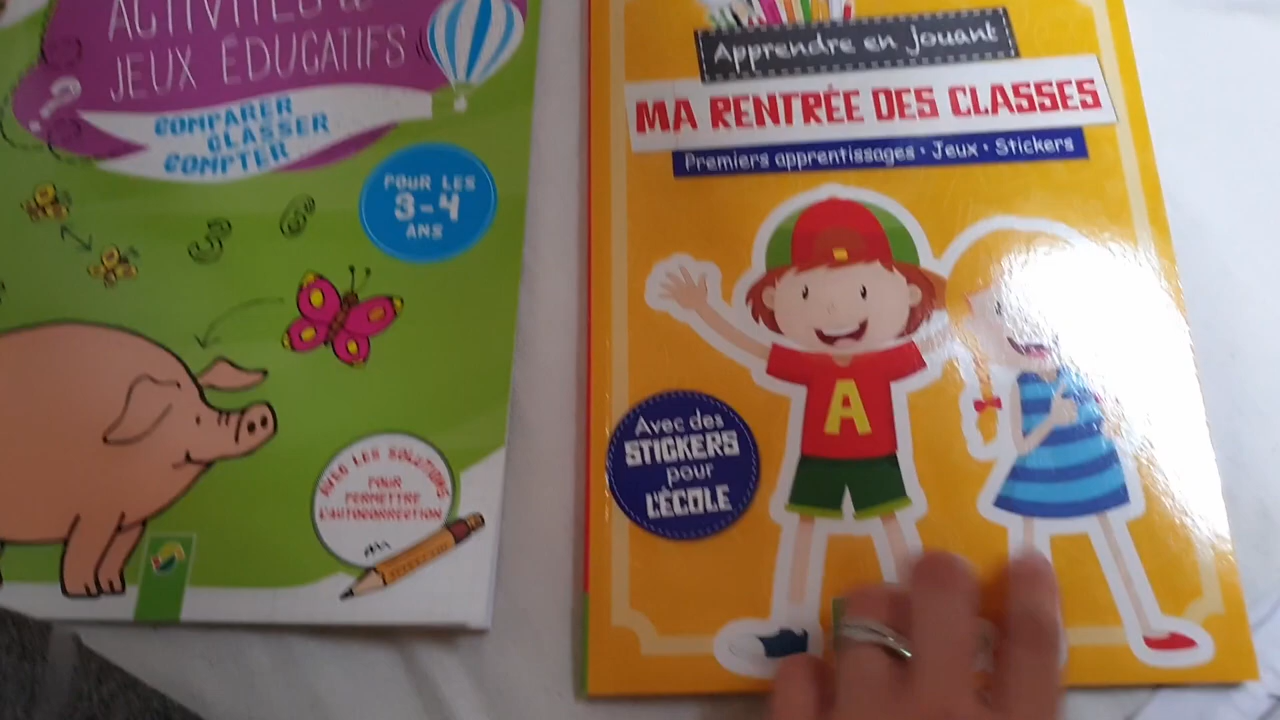 ACTIVITÉS &
JEUX ÉDUCATIFS
COMPARER
CLASSER
COMPTER
POUR LES
3-4
ANS
AVEC LES SOLUTIONS
POUR
PERMETTRE
L'AUTOCORRECTION
Apprendre en jouant
MA RENTRÉE DES CLASSES
Premiers apprentissages • Jeux • Stickers
A
A
Avec des
STICKERS
pour
L'ÉCOLE